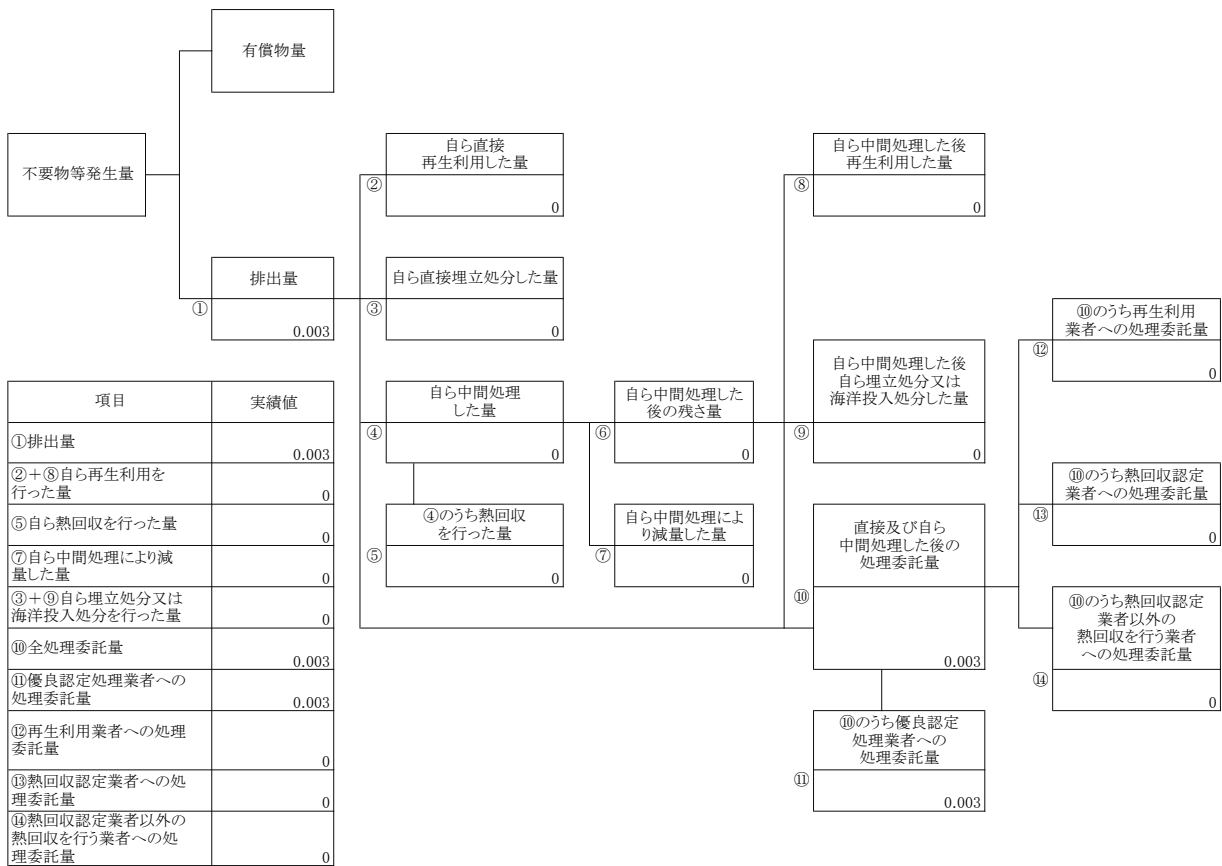 有償物量
不要物等発生量
排出量
①
0.003
自ら直接
再生利用した量
②
0
自ら直接埋立処分した量
③
0
自ら中間処理
した量
④
0
④のうち熱回収
を行った量
⑤
0
自ら中間処理した
後の残さ量
⑥
0
自ら中間処理によ
り減量した量
⑦
0
自ら中間処理した後
再生利用した量
⑧
0
自ら中間処理した後
自ら埋立処分又は
海洋投入処分した量
⑨
0
直接及び自ら
中間処理した後の
処理委託量
⑩
0.003
⑩のうち優良認定
処理業者への
処理委託量
⑪
0.003
⑩のうち再生利用
業者への処理委託量
⑫
0
⑩のうち熱回収認定
業者への処理委託量
⑬
0
⑩のうち熱回収認定
業者以外の
熱回収を行う業者
への処理委託量
⑭
0
項目 実績値
①排出量 0.003
②+⑧自ら再生利用を
行った量 0
⑤自ら熱回収を行った量 0
⑦自ら中間処理により減
量した量 0
③+⑨自ら埋立処分又は
海洋投入処分を行った量 0
⑩全処理委託量 0.003
⑪優良認定処理業者への
処理委託量 0.003
⑫再生利用業者への処理
委託量 0
⑬熱回収認定業者への処
理委託量 0
⑭熱回収認定業者以外の
熱回収を行う業者への処
理委託量 0